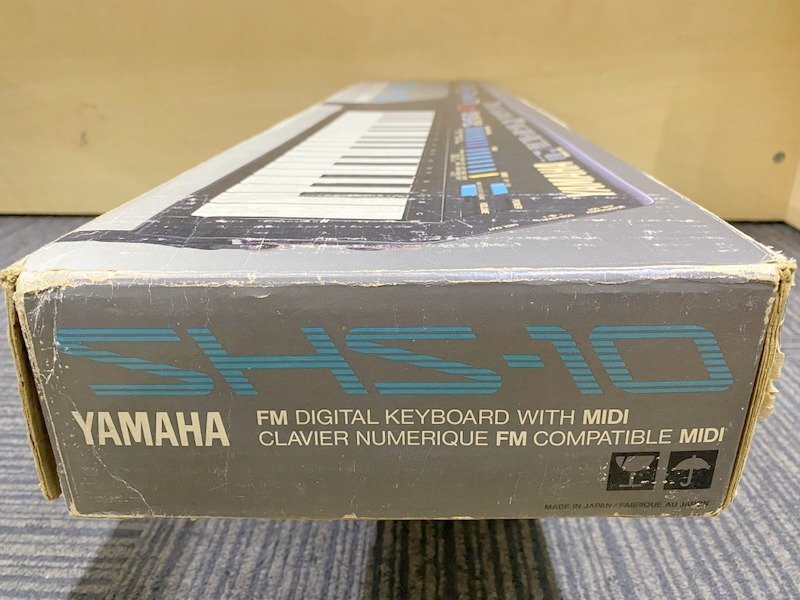 SHS-10
YAMAHA
FM DIGITAL KEYBOARD WITH MIDI
CLAVIER NUMERIQUE FM COMPATIBLE MIDI
MADE IN JAPAN / FABRIQUE AU JAPON